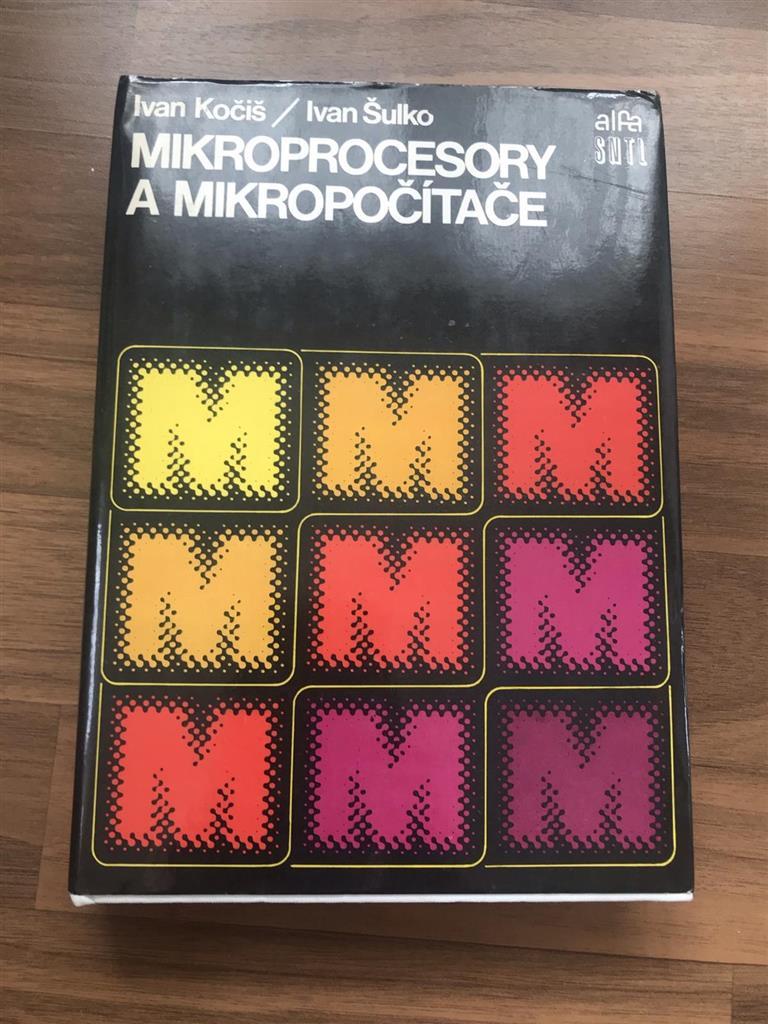 Ivan Kočiš / Ivan Šulko
MIKROPROCESORY
A MIKROPOČÍTAČE
alfa
SNTL
M M M
M M M
M M M